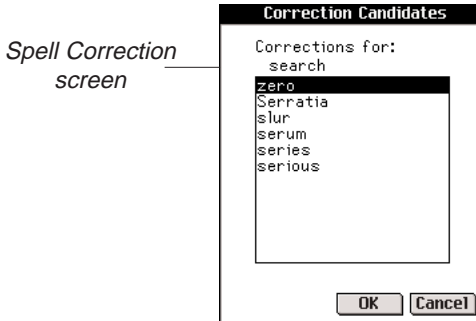 Correction Candidates
Spell Correction
screen
Corrections for:
search
zero
Serratia
slur
serum
series
serious
OK
Cancel